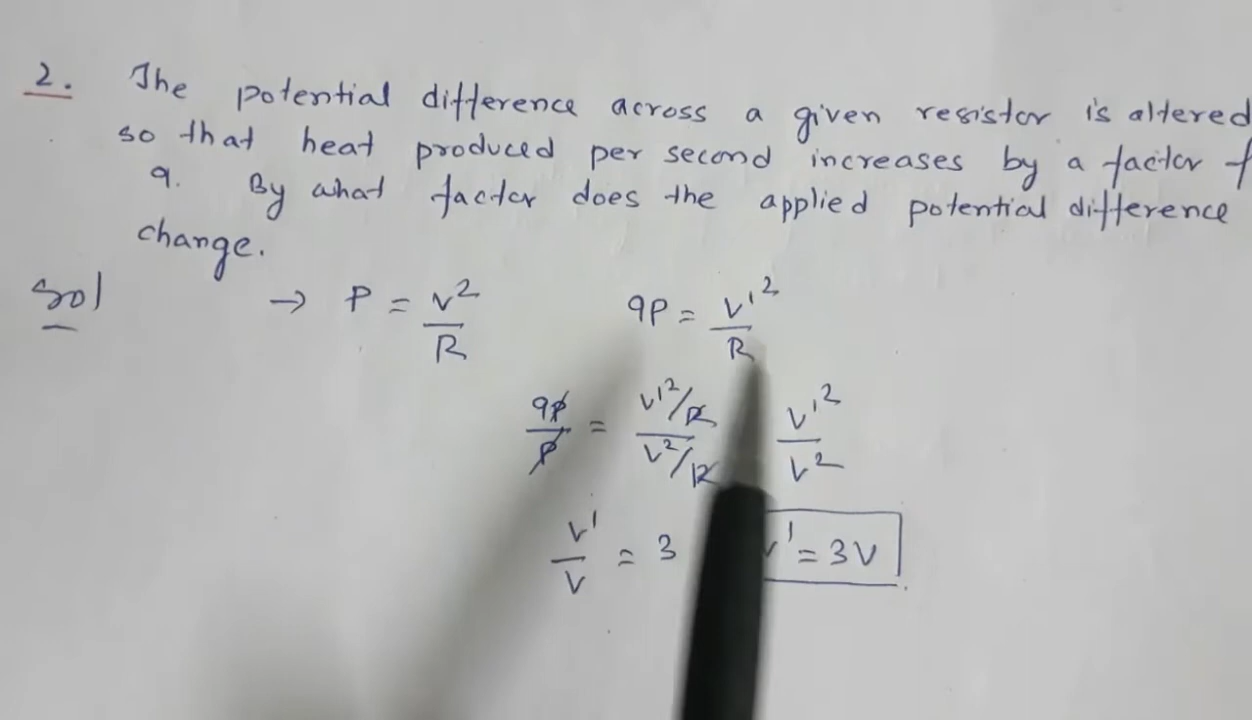 2. The potential difference across a given resistor is altered
so that heat produced per second increases by a factor
9. By what factor does the applied potential difference
change.
Sol → P = V²/R 9P = V'²/R
9P/P = (V'²/R)/(V²/R) V'²/V²
V'/V = 3 V' = 3V